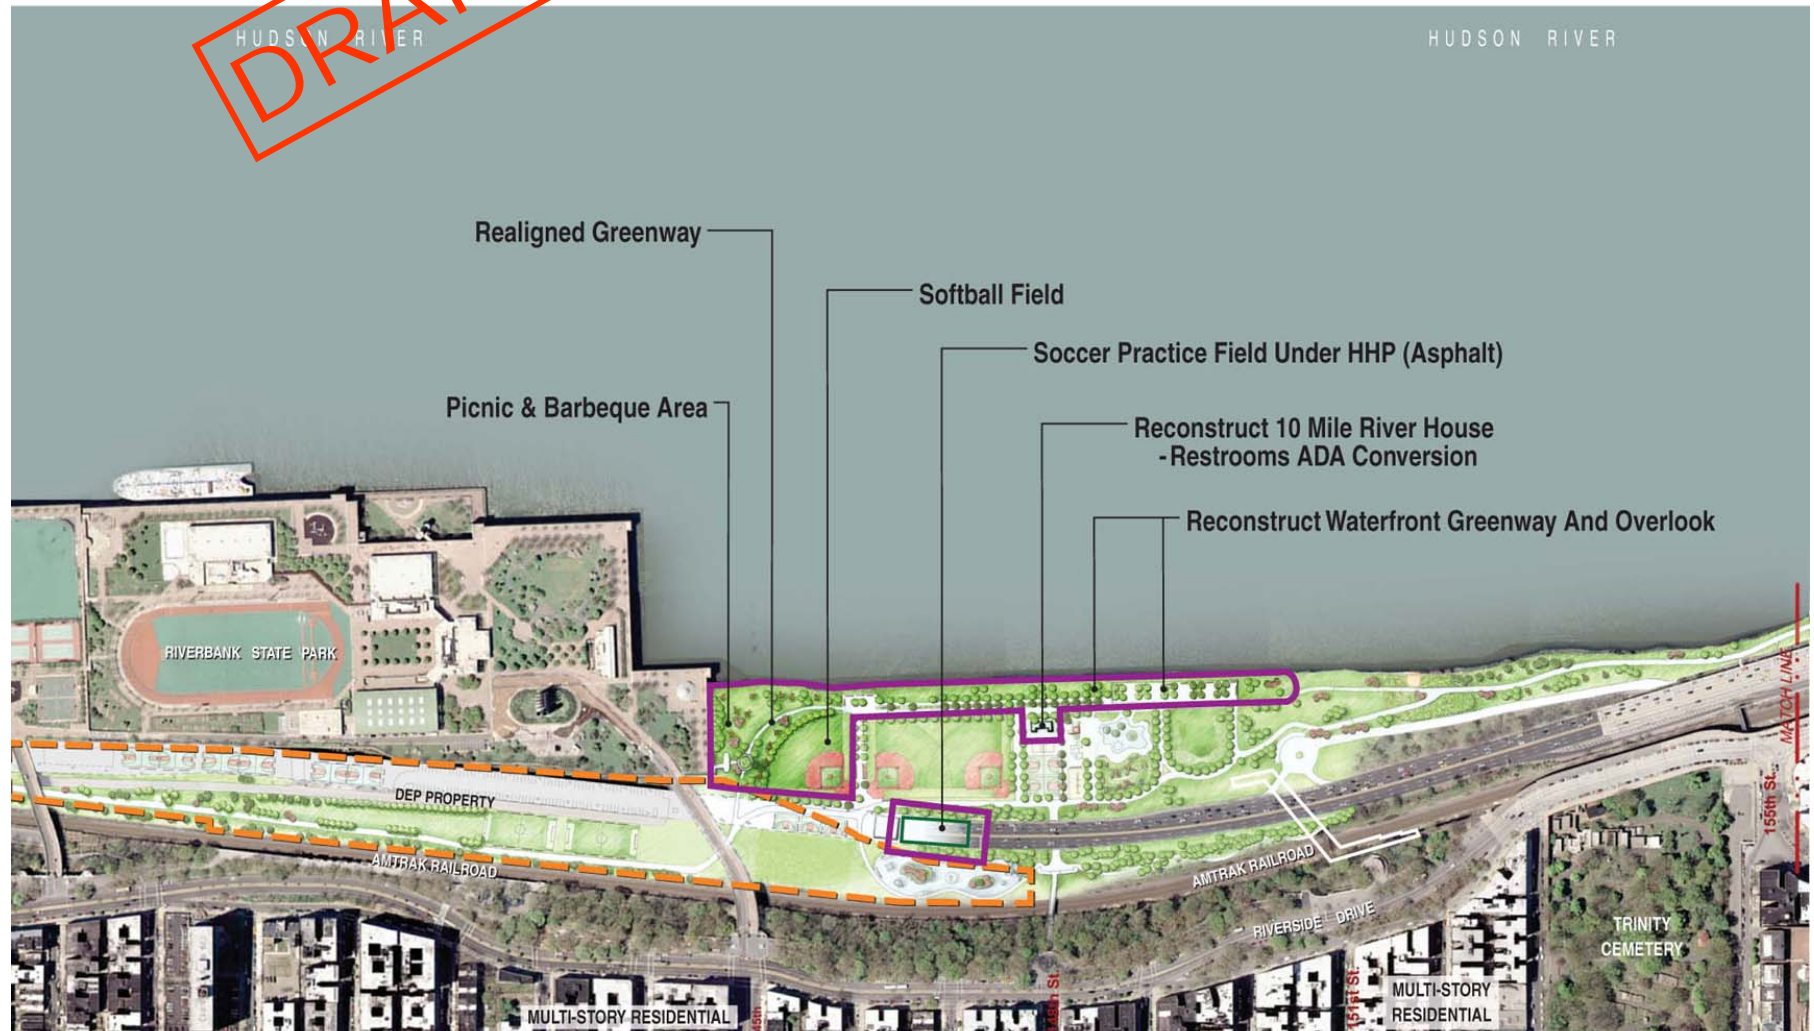 HUDSON RIVER
HUDSON RIVER
Realigned Greenway
Softball Field
Soccer Practice Field Under HHP (Asphalt)
Picnic & Barbeque Area
Reconstruct 10 Mile River House
-Restrooms ADA Conversion
Reconstruct Waterfront Greenway And Overlook
RIVERBANK STATE PARK
MATCH LINE
DEP PROPERTY
155th St.
AMTRAK RAILROAD
AMTRAK RAILROAD
RIVERSIDE DRIVE
TRINITY
CEMETERY
151st St.
MULTI-STORY
RESIDENTIAL
MULTI-STORY RESIDENTIAL